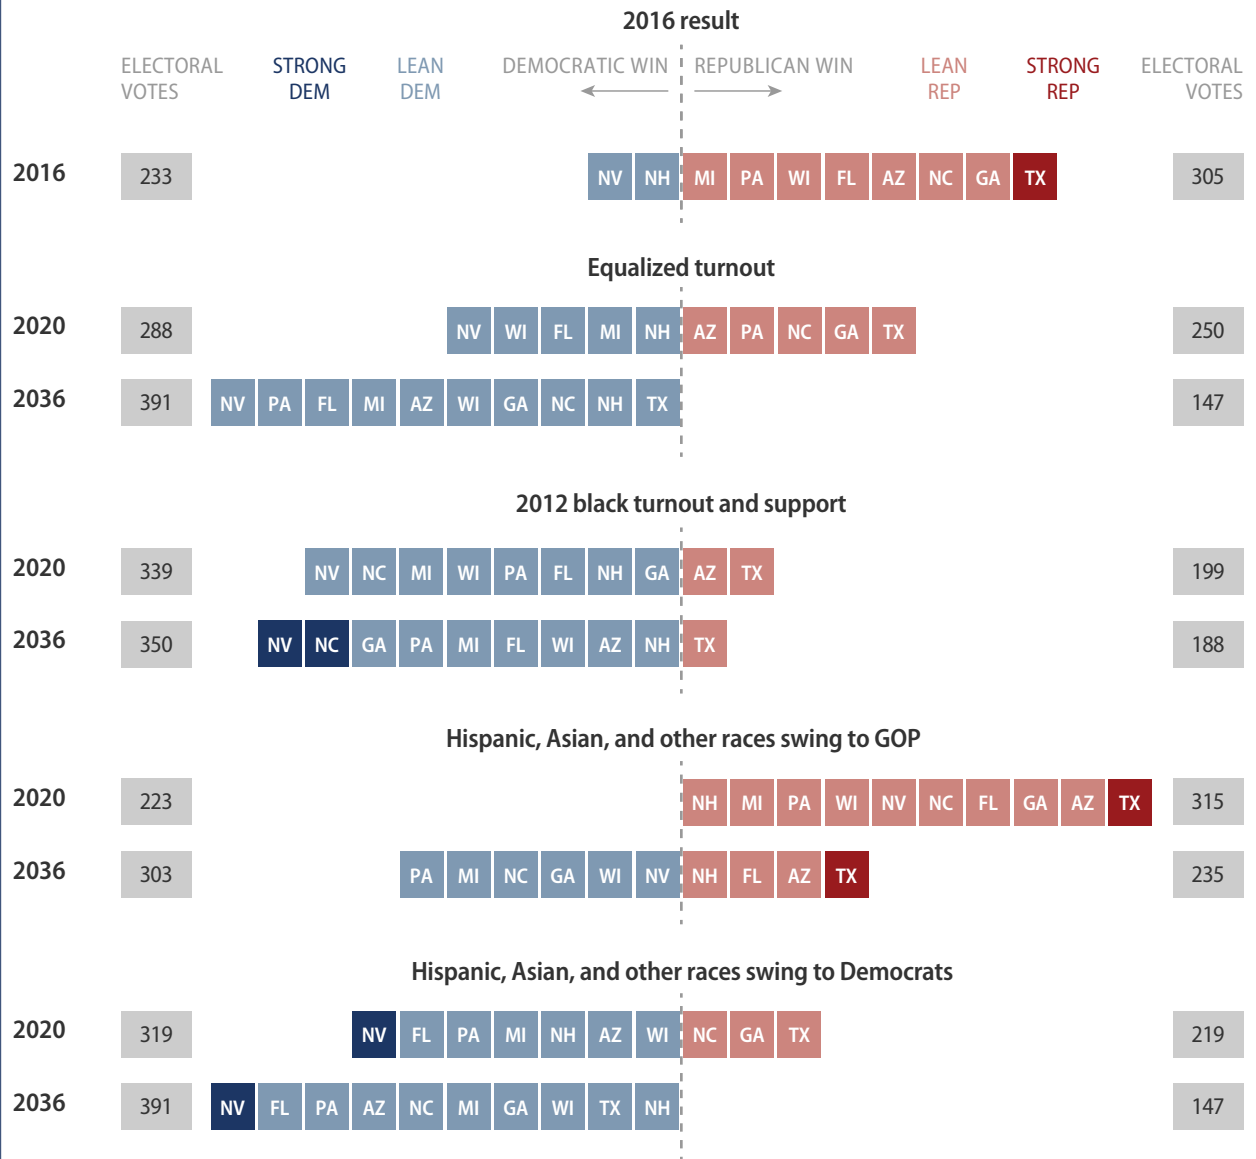 2016 result
ELECTORAL VOTES STRONG DEM LEAN DEM DEMOCRATIC WIN REPUBLICAN WIN LEAN REP STRONG REP ELECTORAL VOTES
2016 233 NV NH MI PA WI FL AZ NC GA TX 305
Equalized turnout
2020 288 NV WI FL MI NH AZ PA NC GA TX 250
2036 391 NV PA FL MI AZ WI GA NC NH TX 147
2012 black turnout and support
2020 339 NV NC MI WI PA FL NH GA AZ TX 199
2036 350 NV NC GA PA MI FL WI AZ NH TX 188
Hispanic, Asian, and other races swing to GOP
2020 223 NH MI PA WI NV NC FL GA AZ TX 315
2036 303 PA MI NC GA WI NV NH FL AZ TX 235
Hispanic, Asian, and other races swing to Democrats
2020 319 NV FL PA MI NH AZ WI NC GA TX 219
2036 391 NV FL PA AZ NC MI GA WI TX NH 147